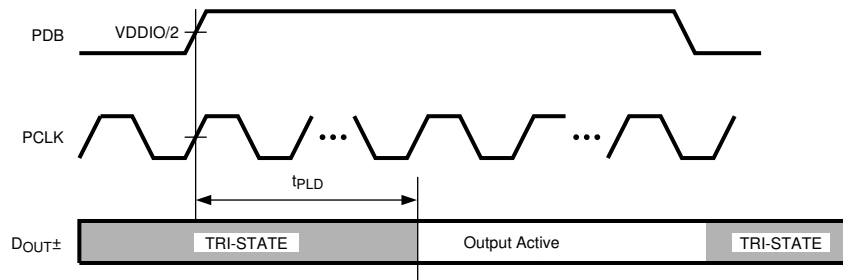 PDB
VDDIO/2
PCLK
tPLD
DOUT±
TRI-STATE
Output Active
TRI-STATE